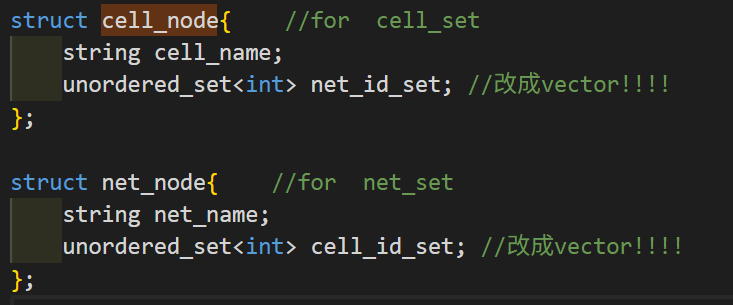 struct cell_node{    //for  cell_set
    string cell_name;
    unordered_set<int> net_id_set; //改成vector!!!!
};

struct net_node{    //for  net_set
    string net_name;
    unordered_set<int> cell_id_set; //改成vector!!!!
};